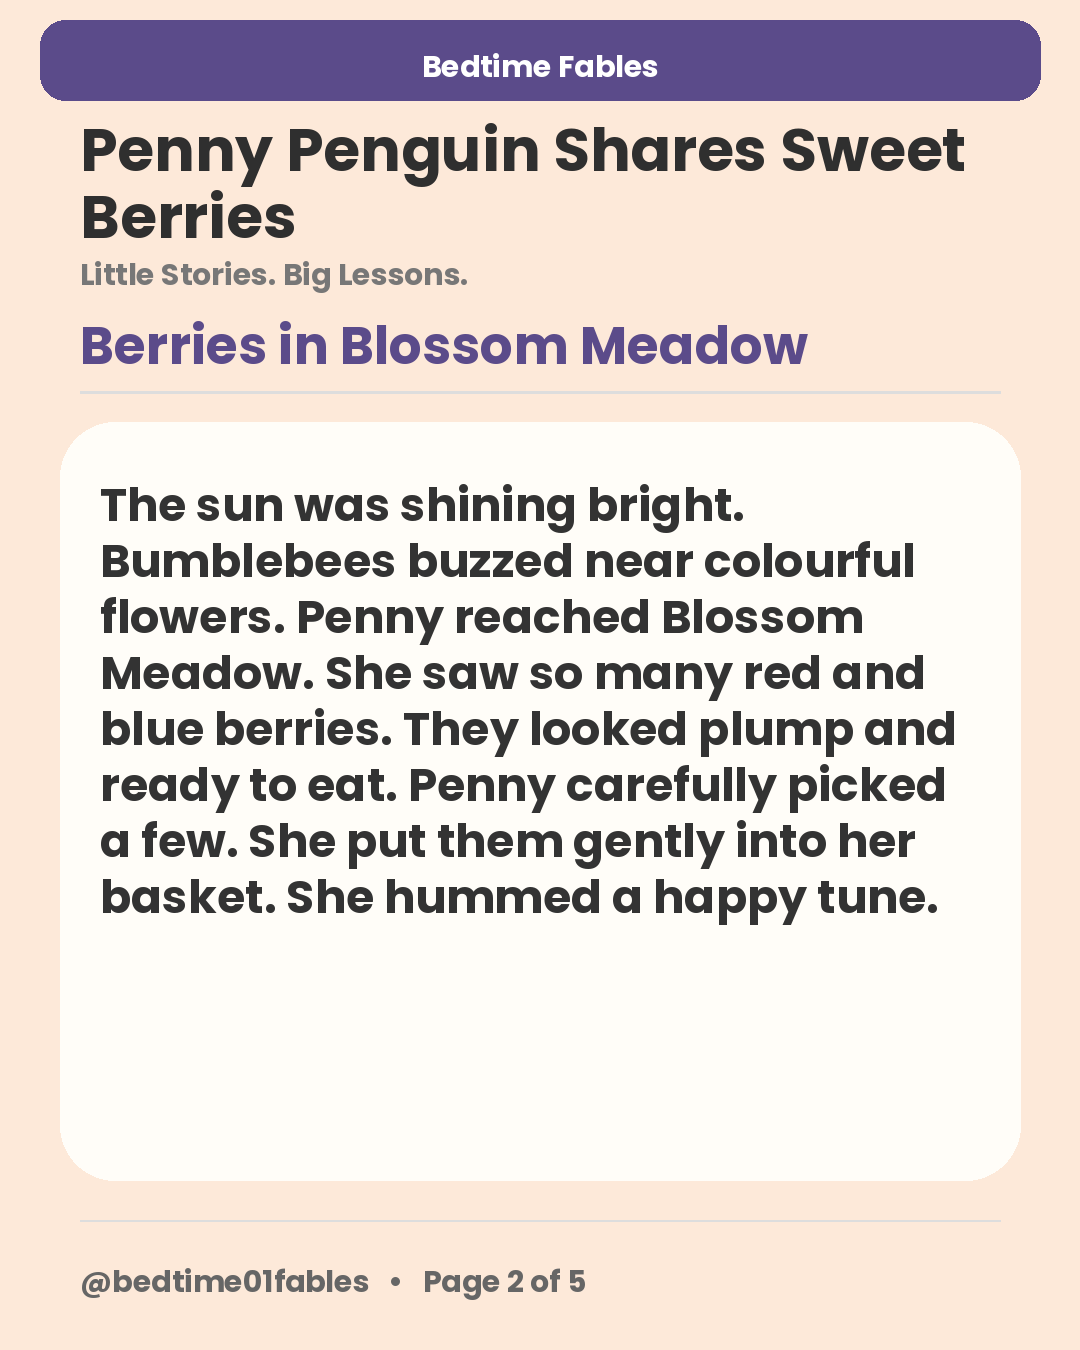 Bedtime Fables
Penny Penguin Shares Sweet
Berries
Little Stories. Big Lessons.
Berries in Blossom Meadow
The sun was shining bright.
Bumblebees buzzed near colourful
flowers. Penny reached Blossom
Meadow. She saw so many red and
blue berries. They looked plump and
ready to eat. Penny carefully picked
a few. She put them gently into her
basket. She hummed a happy tune.
@bedtime01fables • Page 2 of 5